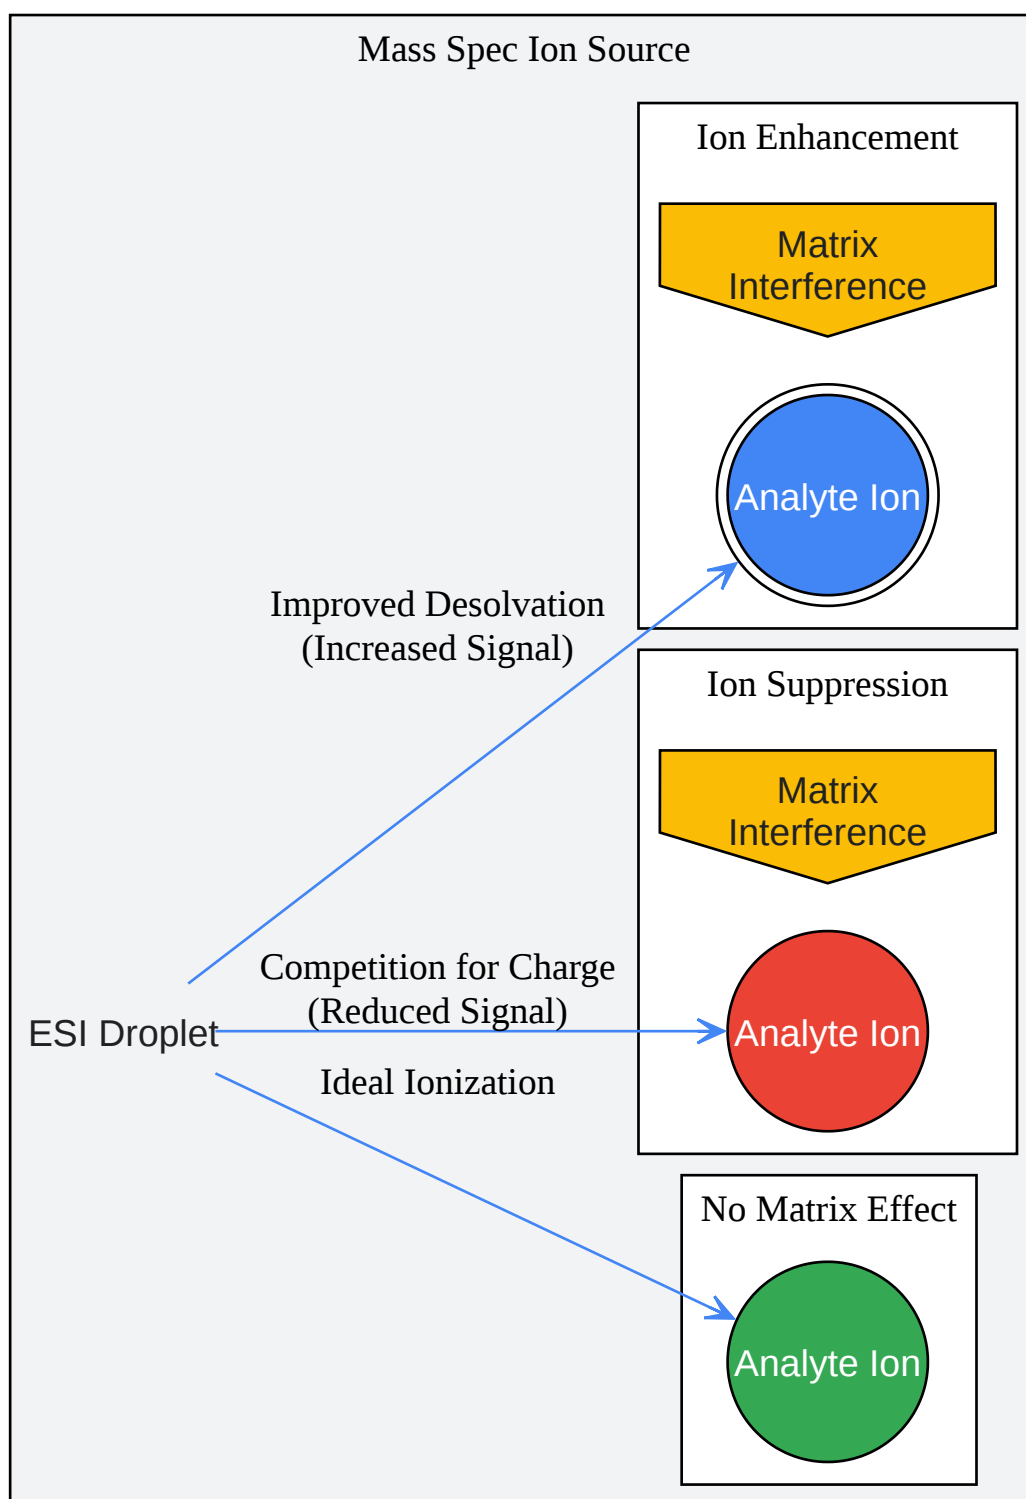 Mass Spec Ion Source
Ion Enhancement
Matrix
Interference
Analyte Ion
Improved Desolvation
(Increased Signal)
Ion Suppression
Matrix
Interference
Competition for Charge
(Reduced Signal)
ESI Droplet
Analyte Ion
Ideal Ionization
No Matrix Effect
Analyte Ion